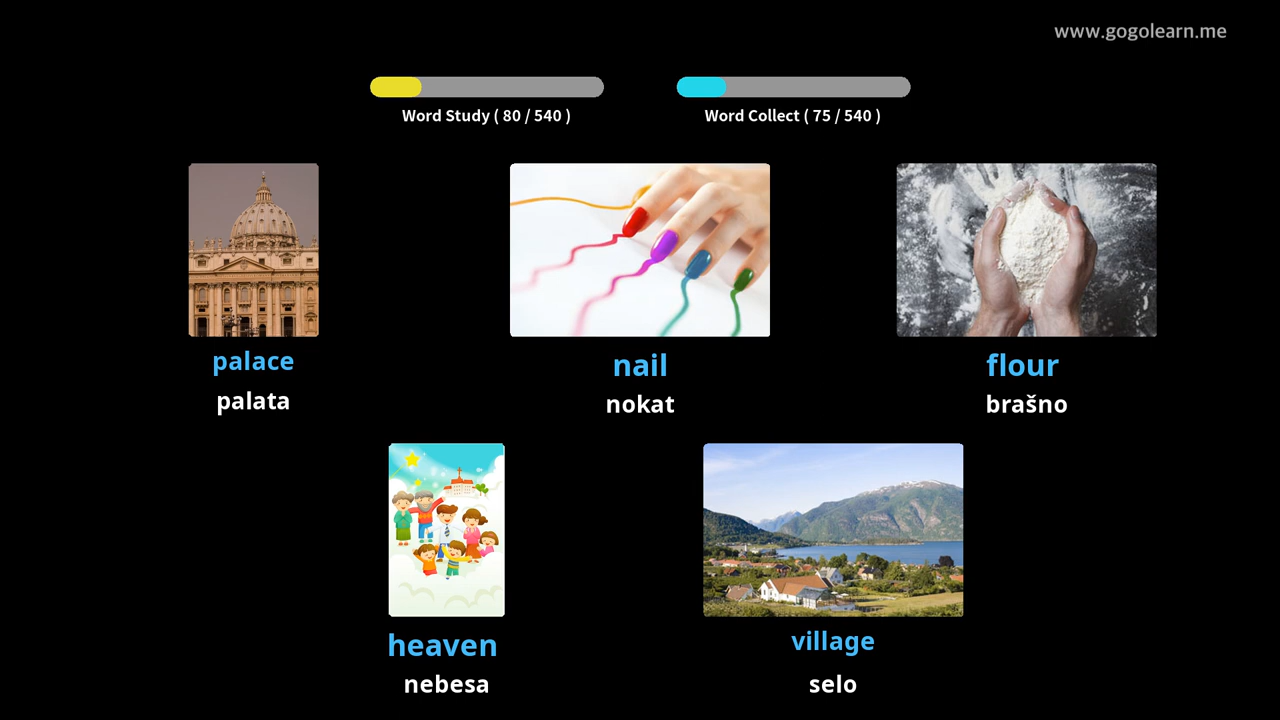 www.gogolearn.me
Word Study ( 80 / 540 )
Word Collect ( 75 / 540 )
palace
palata
nail
nokat
flour
brašno
heaven
nebesa
village
selo